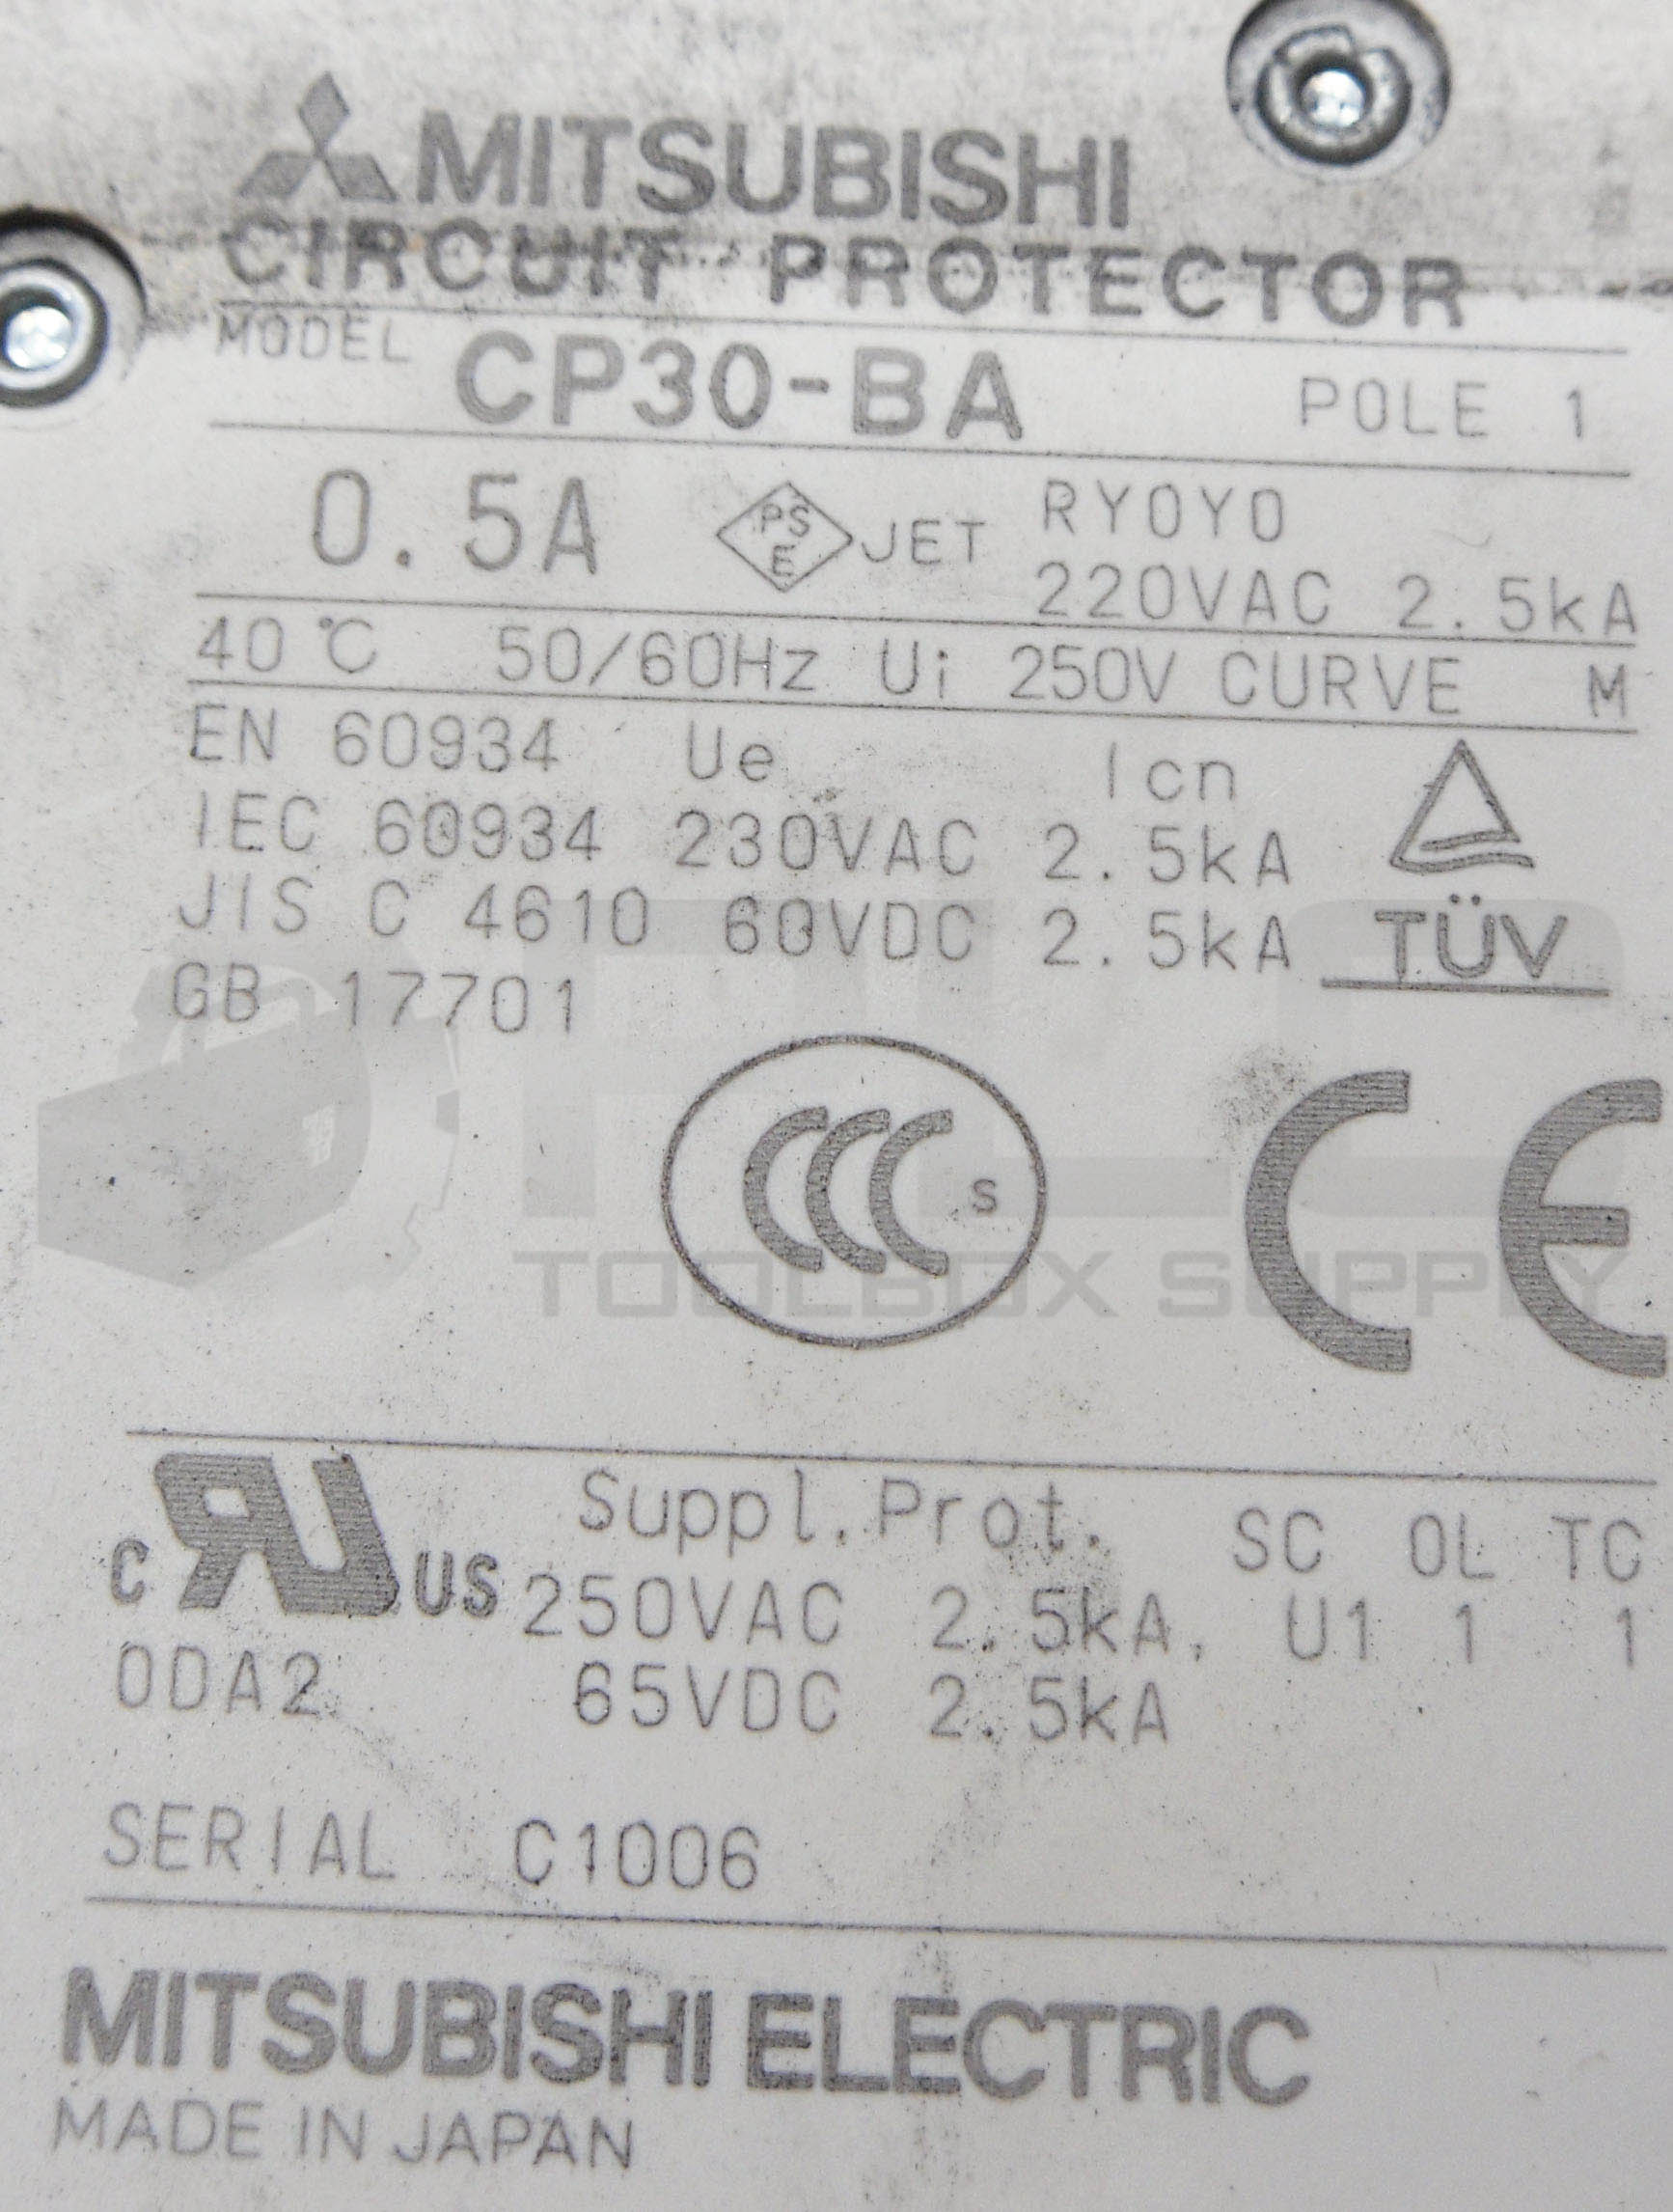 MITSUBISHI
CIRCUIT PROTECTOR
MODEL CP30-BA POLE 1
0.5A PS E JET RYOYO
220VAC 2.5kA
40℃ 50/60Hz Ui 250V CURVE M
EN 60934 Ue Icn
IEC 60934 230VAC 2.5kA
JIS C 4610 60VDC 2.5kA TÜV
GB 17701
CCC S CE
PLC
TOOLBOX SUPPLY
Suppl.Prot. SC OL TC
c RU US 250VAC 2.5kA, U1 1 1
ODA2 65VDC 2.5kA
SERIAL C1006
MITSUBISHI ELECTRIC
MADE IN JAPAN